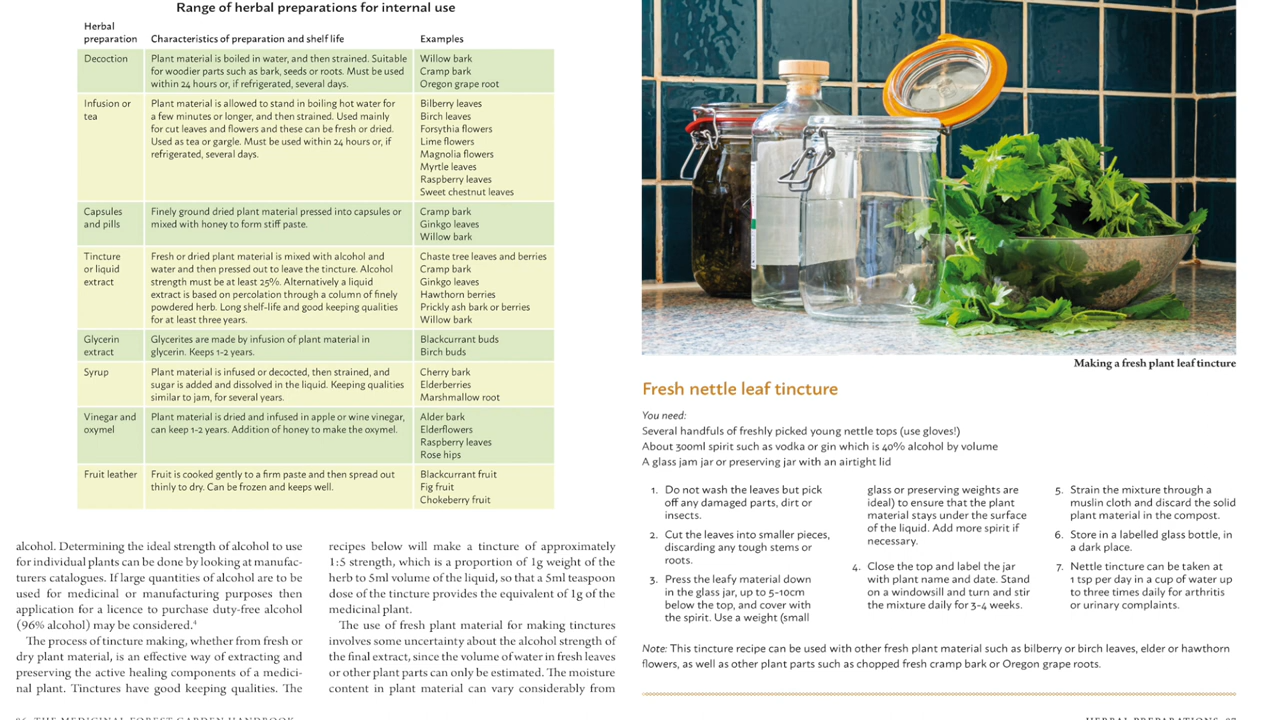 Range of herbal preparations for internal use
Herbal
preparation
Characteristics of preparation and shelf life
Examples
Decoction
Plant material is boiled in water, and then strained. Suitable
for woodier parts such as bark, seeds or roots. Must be used
within 24 hours or, if refrigerated, several days.
Willow bark
Cramp bark
Oregon grape root
Infusion or
tea
Plant material is allowed to stand in boiling hot water for
a few minutes or longer, and then strained. Used mainly
for cut leaves and flowers and these can be fresh or dried.
Used as tea or gargle. Must be used within 24 hours or, if
refrigerated, several days.
Bilberry leaves
Birch leaves
Forsythia flowers
Lime flowers
Magnolia flowers
Myrtle leaves
Raspberry leaves
Sweet chestnut leaves
Capsules
and pills
Finely ground dried plant material pressed into capsules or
mixed with honey to form stiff paste.
Cramp bark
Ginkgo leaves
Willow bark
Tincture
or liquid
extract
Fresh or dried plant material is mixed with alcohol and
water and then pressed out to leave the tincture. Alcohol
strength must be at least 25%. Alternatively a liquid
extract is based on percolation through a column of finely
powdered herb. Long shelf-life and good keeping qualities
for at least three years.
Chaste tree leaves and berries
Cramp bark
Ginkgo leaves
Hawthorn berries
Prickly ash bark or berries
Willow bark
Glycerin
extract
Glycerites are made by infusion of plant material in
glycerin. Keeps 1-2 years.
Blackcurrant buds
Birch buds
Syrup
Plant material is infused or decocted, then strained, and
sugar is added and dissolved in the liquid. Keeping qualities
similar to jam, for several years.
Cherry bark
Elderberries
Marshmallow root
Vinegar and
oxymel
Plant material is dried and infused in apple or wine vinegar,
can keep 1-2 years. Addition of honey to make the oxymel.
Alder bark
Elderflowers
Raspberry leaves
Rose hips
Fruit leather
Fruit is cooked gently to a firm paste and then spread out
thinly to dry. Can be frozen and keeps well.
Blackcurrant fruit
Fig fruit
Chokeberry fruit
alcohol. Determining the ideal strength of alcohol to use
for individual plants can be done by looking at manufac-
turers catalogues. If large quantities of alcohol are to be
used for medicinal or manufacturing purposes then
application for a licence to purchase duty-free alcohol
(96% alcohol) may be considered.⁴
The process of tincture making, whether from fresh or
dry plant material, is an effective way of extracting and
preserving the active healing components of a medici-
nal plant. Tinctures have good keeping qualities. The
recipes below will make a tincture of approximately
1:5 strength, which is a proportion of 1g weight of the
herb to 5ml volume of the liquid, so that a 5ml teaspoon
dose of the tincture provides the equivalent of 1g of the
medicinal plant.
The use of fresh plant material for making tinctures
involves some uncertainty about the alcohol strength of
the final extract, since the volume of water in fresh leaves
or other plant parts can only be estimated. The moisture
content in plant material can vary considerably from
96 THE MEDICINAL FOREST GARDEN HANDBOOK
Making a fresh plant leaf tincture
Fresh nettle leaf tincture
You need:
Several handfuls of freshly picked young nettle tops (use gloves!)
About 300ml spirit such as vodka or gin which is 40% alcohol by volume
A glass jam jar or preserving jar with an airtight lid
1. Do not wash the leaves but pick
off any damaged parts, dirt or
insects.
2. Cut the leaves into smaller pieces,
discarding any tough stems or
roots.
3. Press the leafy material down
in the glass jar, up to 5-10cm
below the top, and cover with
the spirit. Use a weight (small
glass or preserving weights are
ideal) to ensure that the plant
material stays under the surface
of the liquid. Add more spirit if
necessary.
4. Close the top and label the jar
with plant name and date. Stand
on a windowsill and turn and stir
the mixture daily for 3-4 weeks.
5. Strain the mixture through a
muslin cloth and discard the solid
plant material in the compost.
6. Store in a labelled glass bottle, in
a dark place.
7. Nettle tincture can be taken at
1 tsp per day in a cup of water up
to three times daily for arthritis
or urinary complaints.
Note: This tincture recipe can be used with other fresh plant material such as bilberry or birch leaves, elder or hawthorn
flowers, as well as other plant parts such as chopped fresh cramp bark or Oregon grape roots.
HERBAL PREPARATIONS 97